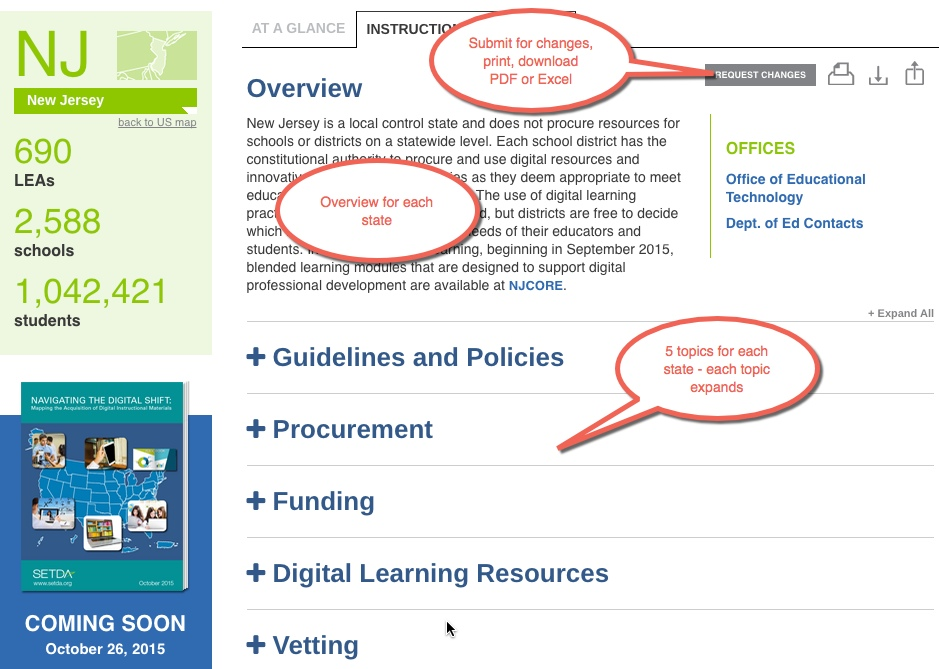 NJ
New Jersey
back to US map
690
LEAs
2,588
schools
1,042,421
students
NAVIGATING THE DIGITAL SHIFT:
Mapping the Acquisition of Digital Instructional Materials
SETDA
www.setda.org
October 2015
COMING SOON
October 26, 2015
AT A GLANCE
INSTRUCTIO
Submit for changes,
print, download
PDF or Excel
REQUEST CHANGES
Overview
New Jersey is a local control state and does not procure resources for
schools or districts on a statewide level. Each school district has the
constitutional authority to procure and use digital resources and
innovati ies as they deem appropriate to meet
educa The use of digital learning
pract d, but districts are free to decide
which eeds of their educators and
students. rning, beginning in September 2015,
blended learning modules that are designed to support digital
professional development are available at NJCORE.
Overview for each
state
OFFICES
Office of Educational
Technology
Dept. of Ed Contacts
+ Expand All
5 topics for each
state - each topic
expands
+ Guidelines and Policies
+ Procurement
+ Funding
+ Digital Learning Resources
+ Vetting